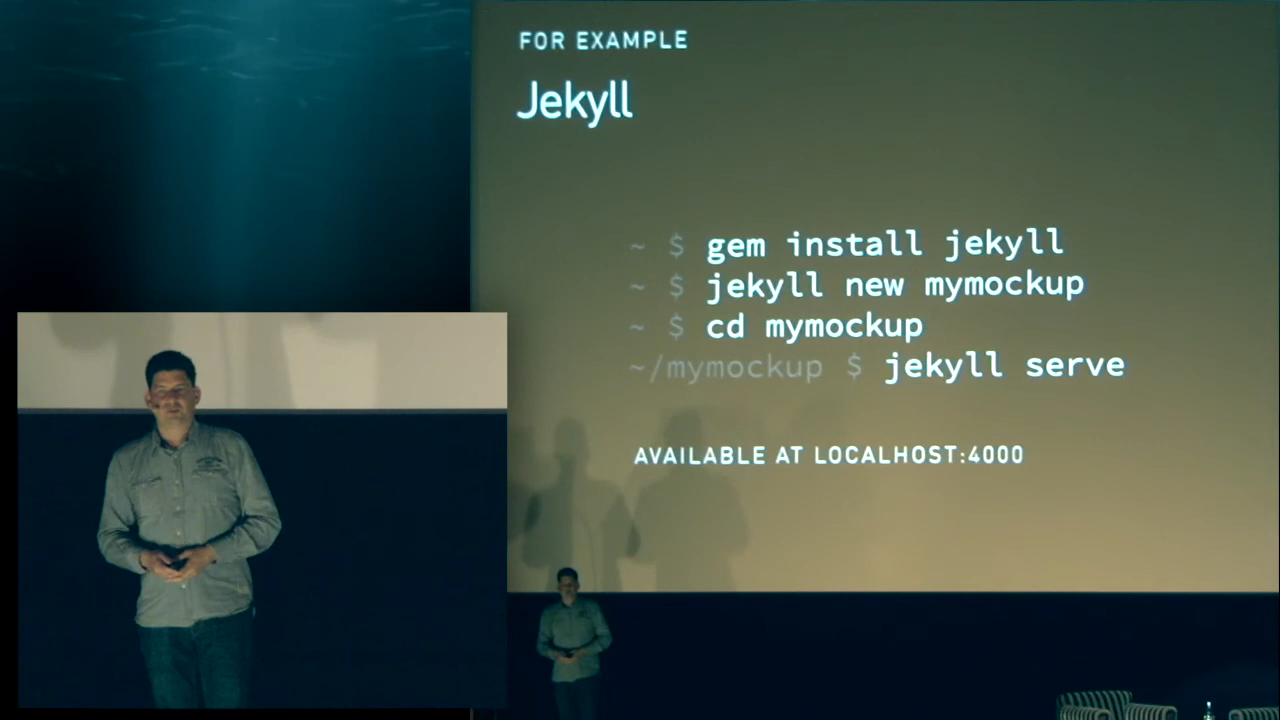 FOR EXAMPLE
Jekyll
~ $ gem install jekyll
~ $ jekyll new mymockup
~ $ cd mymockup
~/mymockup $ jekyll serve
AVAILABLE AT LOCALHOST:4000